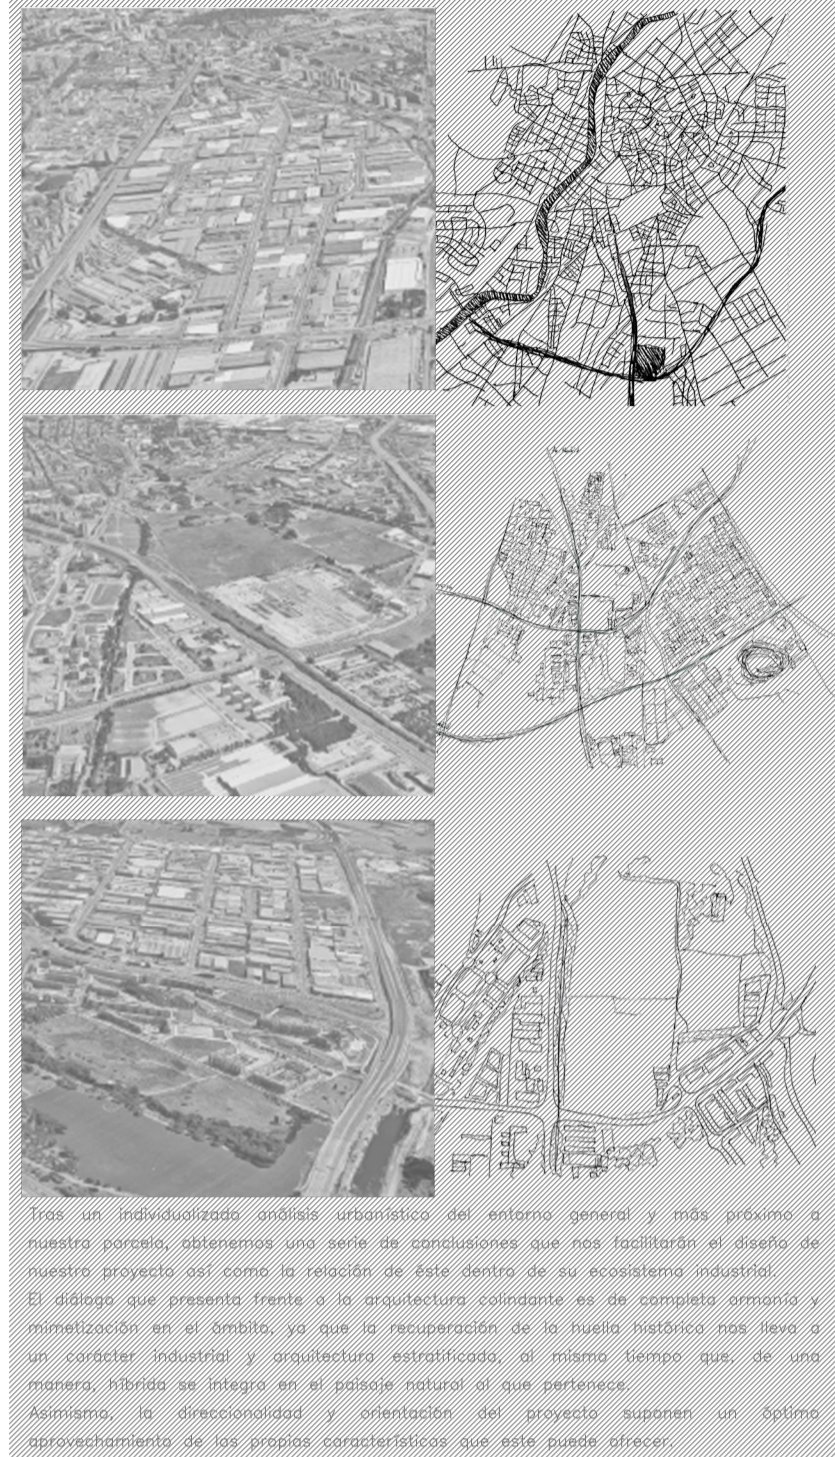 Tras un individualizado análisis urbanístico del entorno general y más próximo a
nuestra parcela, obtenemos una serie de conclusiones que nos facilitarán el diseño de
nuestro proyecto así como la relación de éste dentro de su ecosistema industrial.
El diálogo que presenta frente a la arquitectura colindante es de completa armonía y
mimetización en el ámbito, ya que la recuperación de la huella histórica nos lleva a
un carácter industrial y arquitectura estratificada, al mismo tiempo que, de una
manera, híbrida se integra en el paisaje natural al que pertenece.
Asimismo, la direccionalidad y orientación del proyecto suponen un óptimo
aprovechamiento de las propias características que este puede ofrecer.